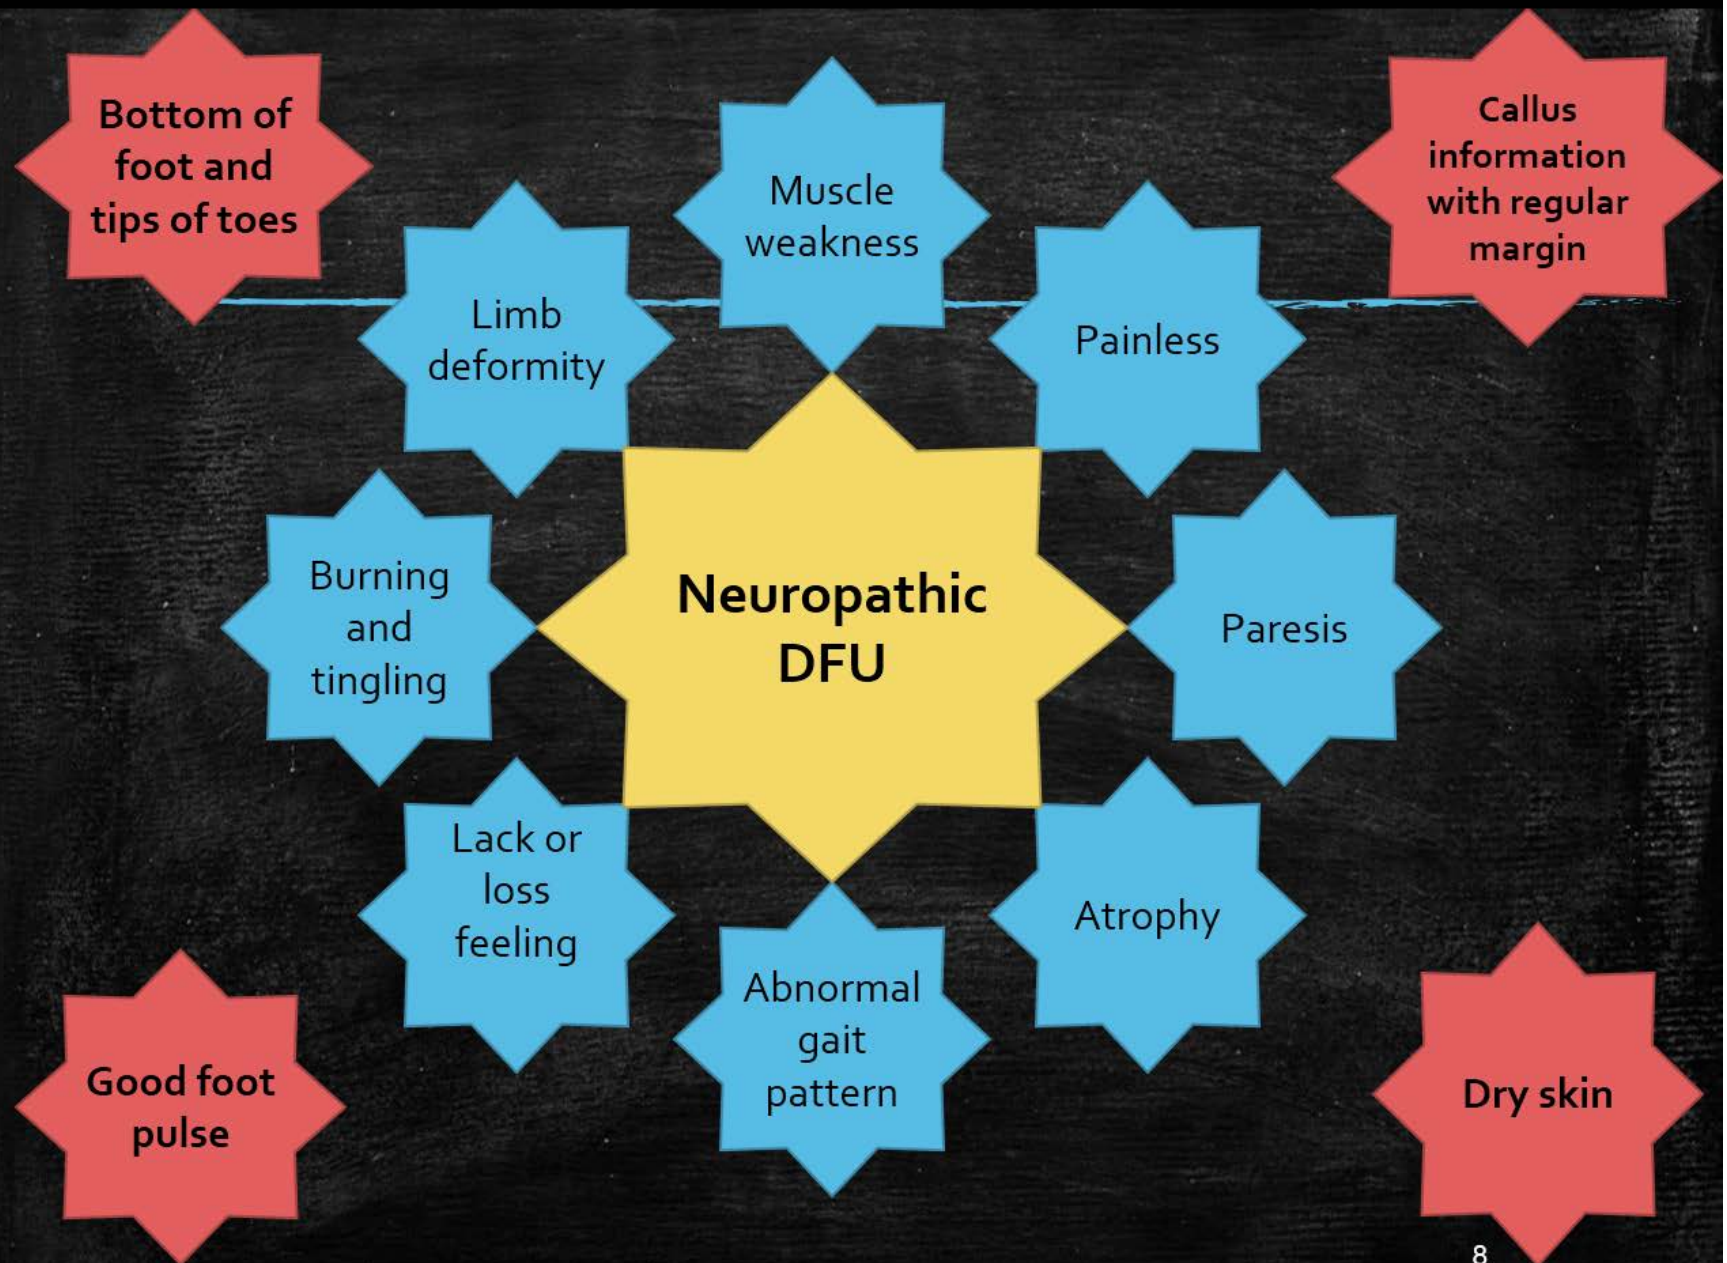 Bottom of
foot and
tips of toes
Muscle
weakness
Callus
information
with regular
margin
Limb
deformity
Painless
Burning
and
tingling
Neuropathic
DFU
Paresis
Lack or
loss
feeling
Atrophy
Abnormal
gait
pattern
Good foot
pulse
Dry skin
8